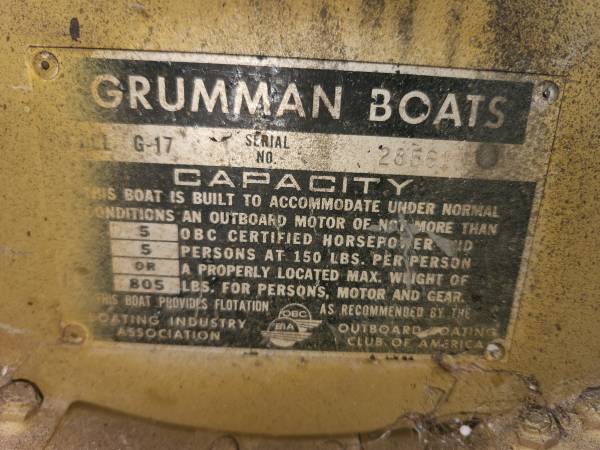 GRUMMAN BOATS
G-17 SERIAL NO.
CAPACITY
THIS BOAT IS BUILT TO ACCOMMODATE UNDER NORMAL
CONDITIONS AN OUTBOARD MOTOR OF NOT MORE THAN
5 OBC CERTIFIED HORSEPOWER AND
5 PERSONS AT 150 LBS. PER PERSON
OR A PROPERLY LOCATED MAX. WEIGHT OF
805 LBS. FOR PERSONS, MOTOR AND GEAR.
THIS BOAT PROVIDES FLOTATION AS RECOMMENDED BY THE
OBC
BIA
BOATING INDUSTRY OUTBOARD BOATING
ASSOCIATION CLUB OF AMERICA